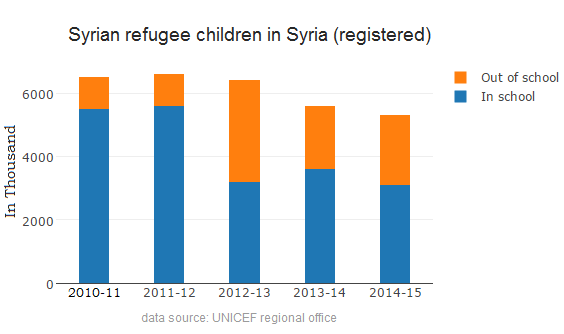 Syrian refugee children in Syria (registered)
Out of school
In school
In Thousand
6000
4000
2000
0
2010-11 2011-12 2012-13 2013-14 2014-15
data source: UNICEF regional office